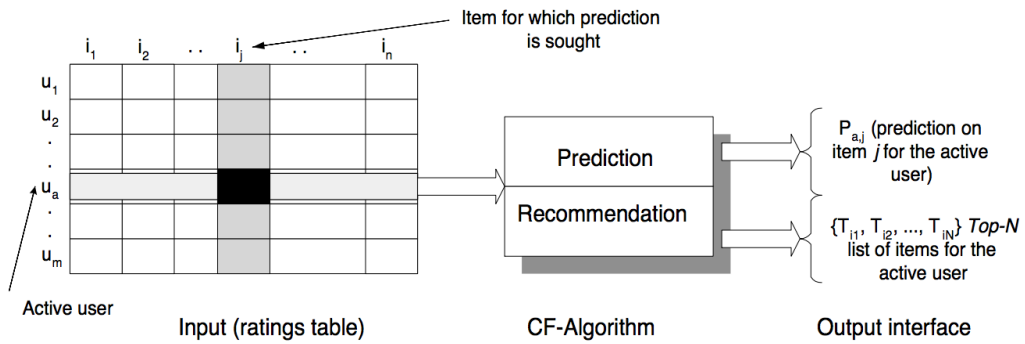 Item for which prediction
is sought
i₁ i₂ . . iⱼ . . iₙ
u₁
u₂
.
.
uₐ
.
.
uₘ
Active user
Input (ratings table)
Prediction
Recommendation
CF-Algorithm
Pₐ,ⱼ (prediction on
item j for the active
user)
{Tᵢ₁, Tᵢ₂, ..., TᵢN} Top-N
list of items for the
active user
Output interface